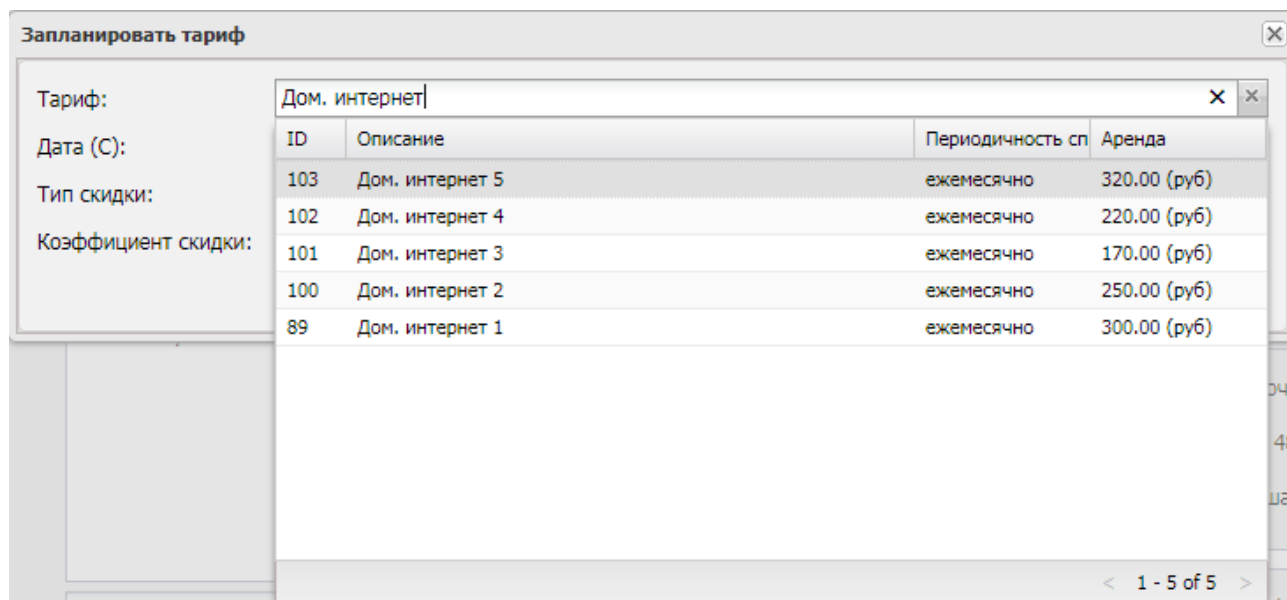 Запланировать тариф
Тариф: Дом. интернет
Дата (С):
Тип скидки:
Коэффициент скидки:
ID Описание Периодичность сп Аренда
103 Дом. интернет 5 ежемесячно 320.00 (руб)
102 Дом. интернет 4 ежемесячно 220.00 (руб)
101 Дом. интернет 3 ежемесячно 170.00 (руб)
100 Дом. интернет 2 ежемесячно 250.00 (руб)
89 Дом. интернет 1 ежемесячно 300.00 (руб)
< 1 - 5 of 5 >